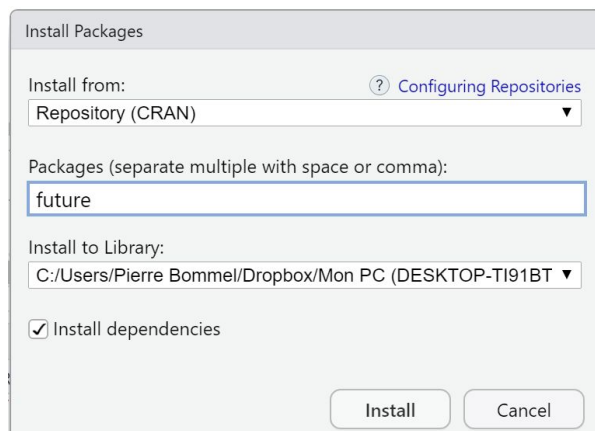 Install Packages
Install from:
? Configuring Repositories
Repository (CRAN)
Packages (separate multiple with space or comma):
future
Install to Library:
C:/Users/Pierre Bommel/Dropbox/Mon PC (DESKTOP-TI91BT
Install dependencies
Install
Cancel